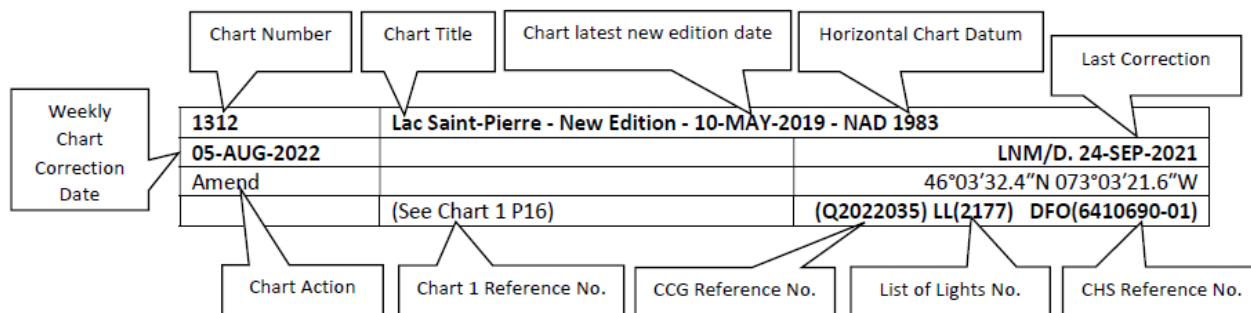 Chart Number
Chart Title
Chart latest new edition date
Horizontal Chart Datum
Last Correction
Weekly
Chart
Correction
Date
1312 Lac Saint-Pierre - New Edition - 10-MAY-2019 - NAD 1983
05-AUG-2022 LNM/D. 24-SEP-2021
Amend 46°03’32.4”N 073°03’21.6”W
(See Chart 1 P16) (Q2022035) LL(2177) DFO(6410690-01)
Chart Action
Chart 1 Reference No.
CCG Reference No.
List of Lights No.
CHS Reference No.